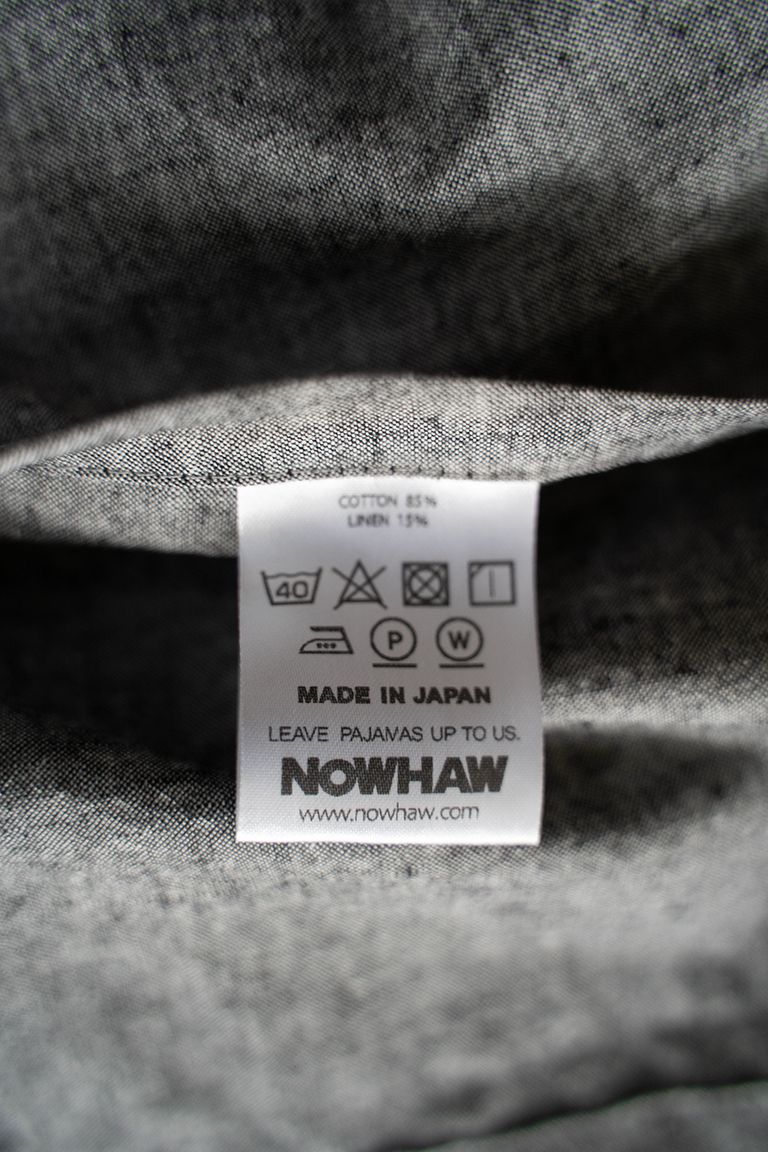 COTTON 85%
LINEN 15%
40
P W
MADE IN JAPAN
LEAVE PAJAMAS UP TO US.
NOWHAW
www.nowhaw.com